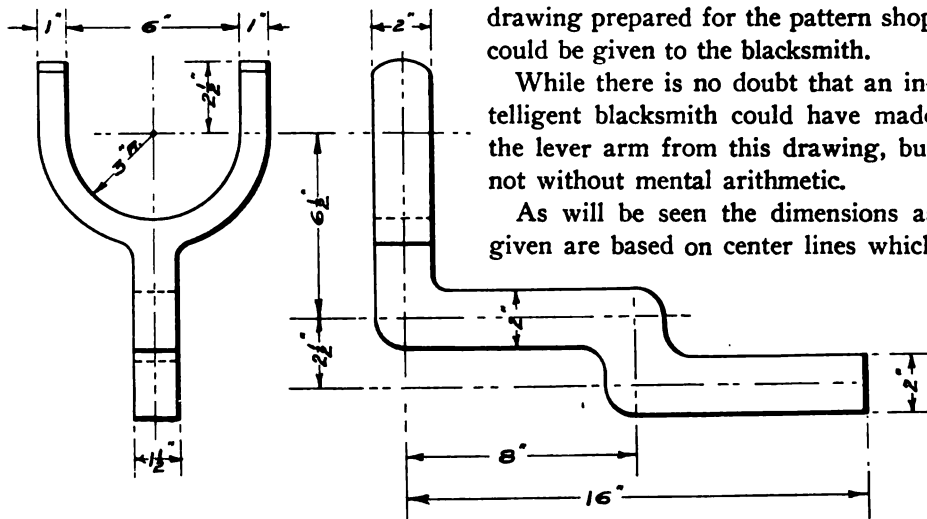 1" 6" 1"
2"
2½"
3" R.
6½"
2½"
2"
2"
1½"
8"
16"
drawing prepared for the pattern shop
could be given to the blacksmith.
While there is no doubt that an in-
telligent blacksmith could have made
the lever arm from this drawing, bu
not without mental arithmetic.
As will be seen the dimensions a
given are based on center lines which